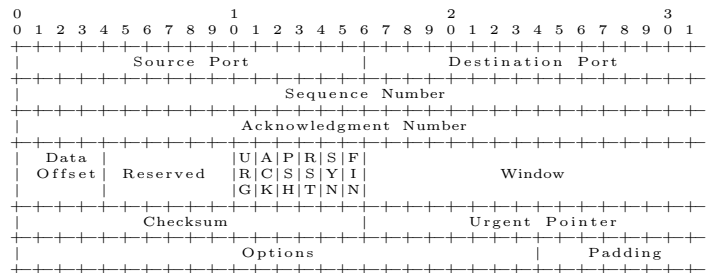 0                   1                   2                   3
0 1 2 3 4 5 6 7 8 9 0 1 2 3 4 5 6 7 8 9 0 1 2 3 4 5 6 7 8 9 0 1
+-+-+-+-+-+-+-+-+-+-+-+-+-+-+-+-+-+-+-+-+-+-+-+-+-+-+-+-+-+-+-+-+
| Source Port | Destination Port
+-+-+-+-+-+-+-+-+-+-+-+-+-+-+-+-+-+-+-+-+-+-+-+-+-+-+-+-+-+-+-+-+
| Sequence Number
+-+-+-+-+-+-+-+-+-+-+-+-+-+-+-+-+-+-+-+-+-+-+-+-+-+-+-+-+-+-+-+-+
| Acknowledgment Number
+-+-+-+-+-+-+-+-+-+-+-+-+-+-+-+-+-+-+-+-+-+-+-+-+-+-+-+-+-+-+-+-+
| Data | |U|A|P|R|S|F|
| Offset| Reserved |R|C|S|S|Y|I| Window
| | |G|K|H|T|N|N|
+-+-+-+-+-+-+-+-+-+-+-+-+-+-+-+-+-+-+-+-+-+-+-+-+-+-+-+-+-+-+-+-+
| Checksum | Urgent Pointer
+-+-+-+-+-+-+-+-+-+-+-+-+-+-+-+-+-+-+-+-+-+-+-+-+-+-+-+-+-+-+-+-+
| Options | Padding
+-+-+-+-+-+-+-+-+-+-+-+-+-+-+-+-+-+-+-+-+-+-+-+-+-+-+-+-+-+-+-+-+